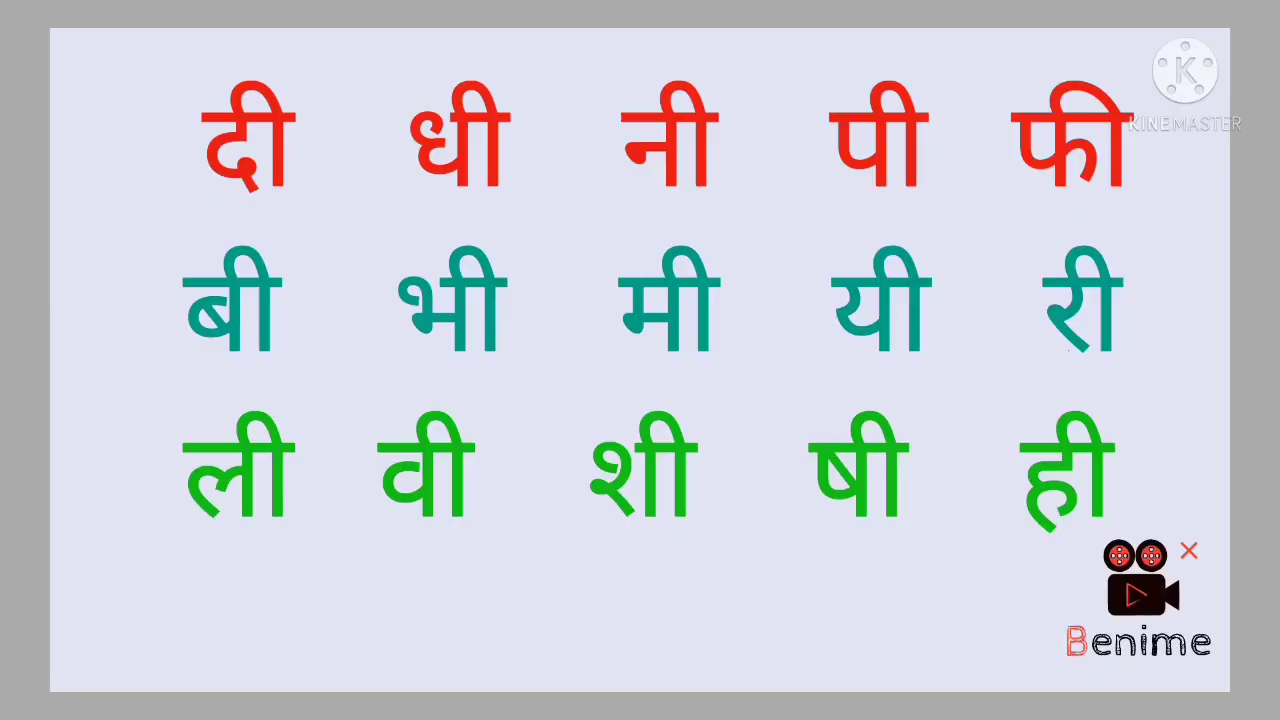 दी धी नी पी फी
KINEMASTER
बी भी मी यी री
ली वी शी षी ही
Benime